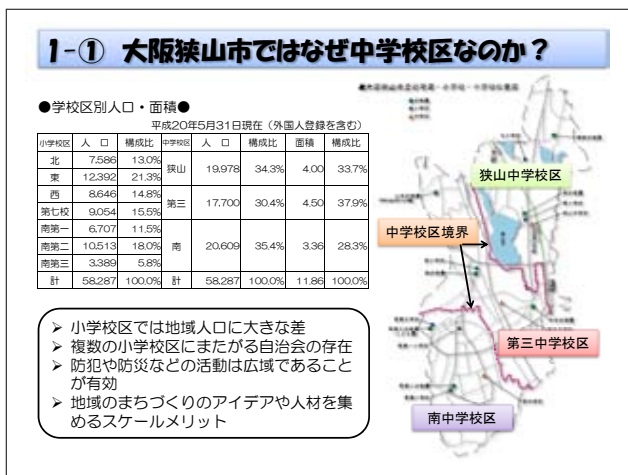 1-① 大阪狭山市ではなぜ中学校区なのか？
●学校区別人口・面積●
平成20年5月31日現在（外国人登録を含む）
小学校区 人　口 構成比 中学校区 人　口 構成比 面積 構成比
北 7,586 13.0% 狭山 19,978 34.3% 4.00 33.7%
東 12,392 21.3%
西 8,646 14.8% 第三 17,700 30.4% 4.50 37.9%
第七校 9,054 15.5%
南第一 6,707 11.5% 南 20,609 35.4% 3.36 28.3%
南第二 10,513 18.0%
南第三 3,389 5.8%
計 58,287 100.0% 計 58,287 100.0% 11.86 100.0%
➢ 小学校区では地域人口に大きな差
➢ 複数の小学校区にまたがる自治会の存在
➢ 防犯や防災などの活動は広域であること
が有効
➢ 地域のまちづくりのアイデアや人材を集
めるスケールメリット
狭山中学校区
中学校区境界
第三中学校区
南中学校区